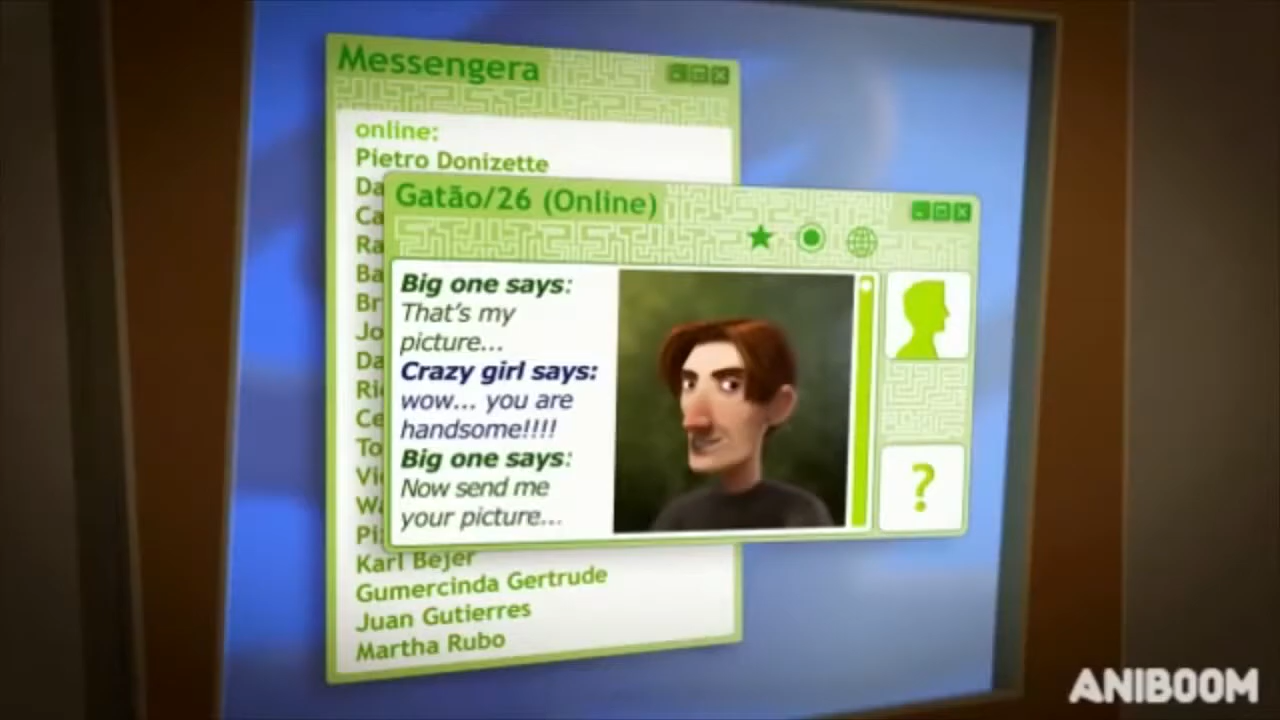 Messengera
online:
Pietro Donizette
Gatão/26 (Online)
Big one says:
That's my
picture...
Crazy girl says:
wow... you are
handsome!!!!
Big one says:
Now send me
your picture...
?
Karl Bejer
Gumercinda Gertrude
Juan Gutierres
Martha Rubo
ANIBOOM